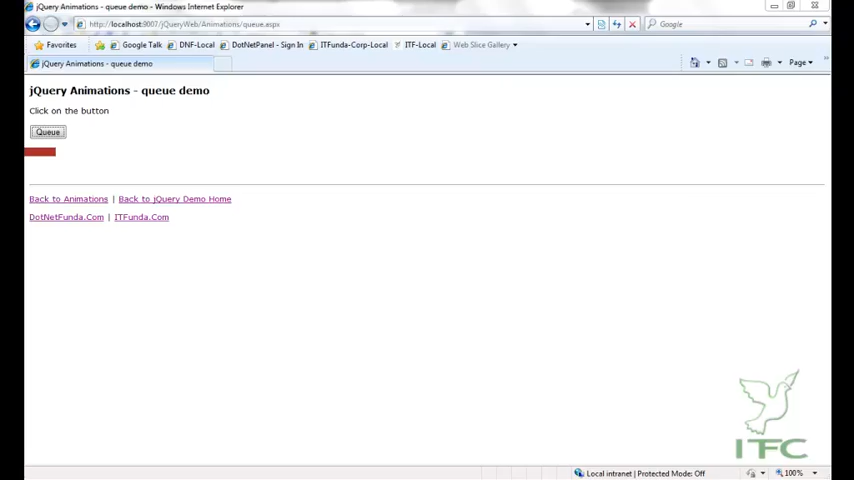 jQuery Animations - queue demo - Windows Internet Explorer
http://localhost:9007/jQueryWeb/Animations/queue.aspx
Google
Favorites Google Talk DNF-Local DotNetPanel - Sign In ITFunda-Corp-Local ITF-Local Web Slice Gallery
jQuery Animations - queue demo
Page
jQuery Animations - queue demo
Click on the button
Queue
Back to Animations | Back to jQuery Demo Home
DotNetFunda.Com | ITFunda.Com
ITFC
Local intranet | Protected Mode: Off
100%